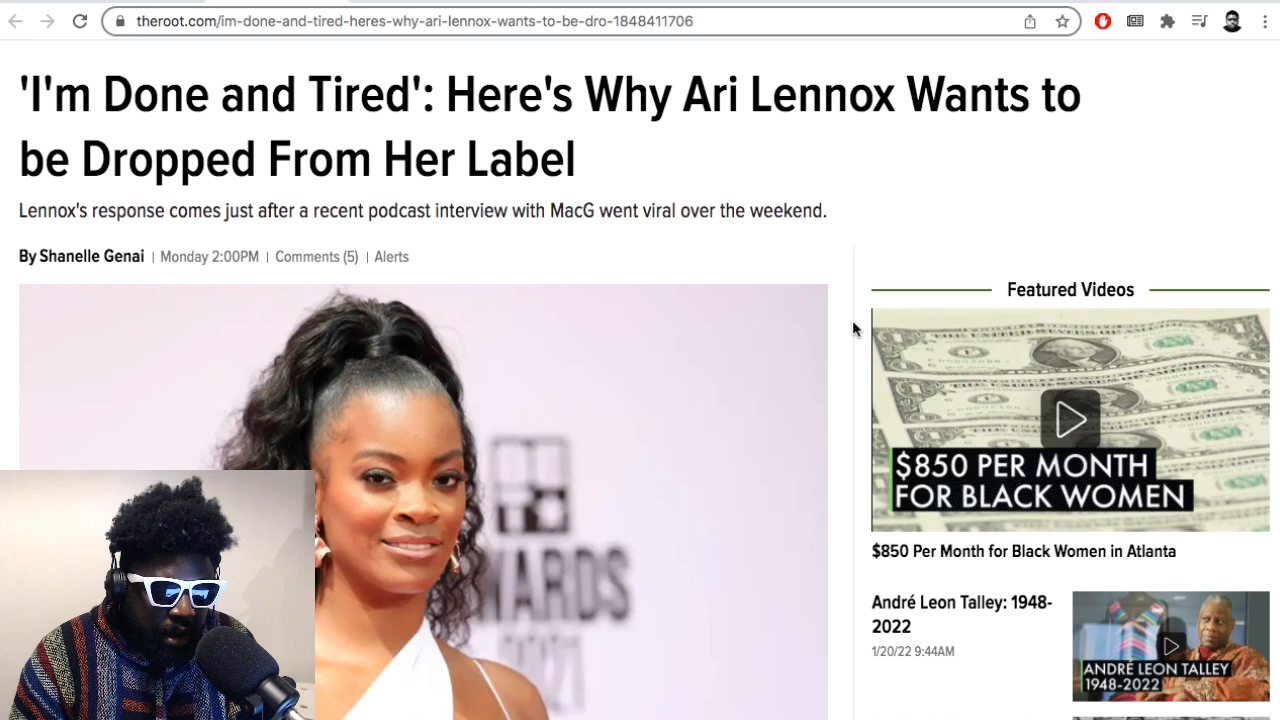 theroot.com/im-done-and-tired-heres-why-ari-lennox-wants-to-be-dro-1848411706
'I'm Done and Tired': Here's Why Ari Lennox Wants to
be Dropped From Her Label
Lennox's response comes just after a recent podcast interview with MacG went viral over the weekend.
By Shanelle Genai | Monday 2:00PM | Comments (5) | Alerts
WARDS
2021
Featured Videos
$850 PER MONTH
FOR BLACK WOMEN
$850 Per Month for Black Women in Atlanta
André Leon Talley: 1948-
2022
1/20/22 9:44AM
ANDRÉ LEON TALLEY
1948-2022